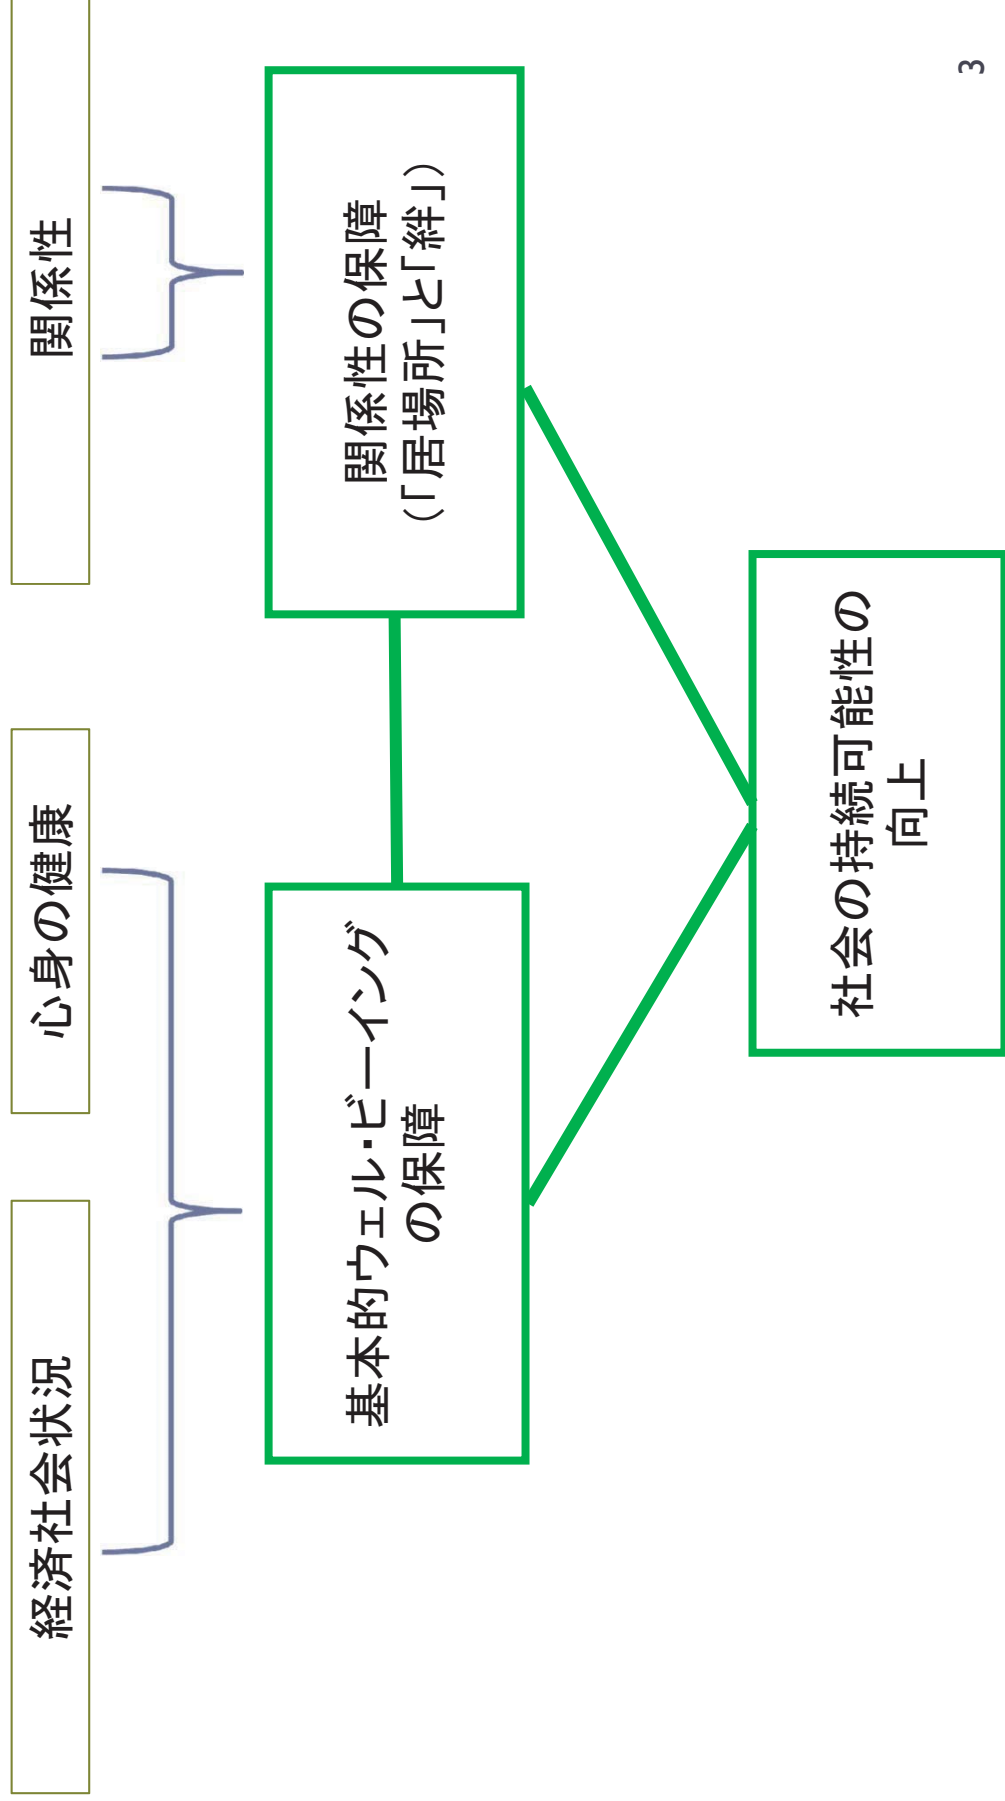 経済社会状況
心身の健康
関係性
基本的ウェル・ビーイング
の保障
関係性の保障
（「居場所」と「絆」）
社会の持続可能性の
向上
3